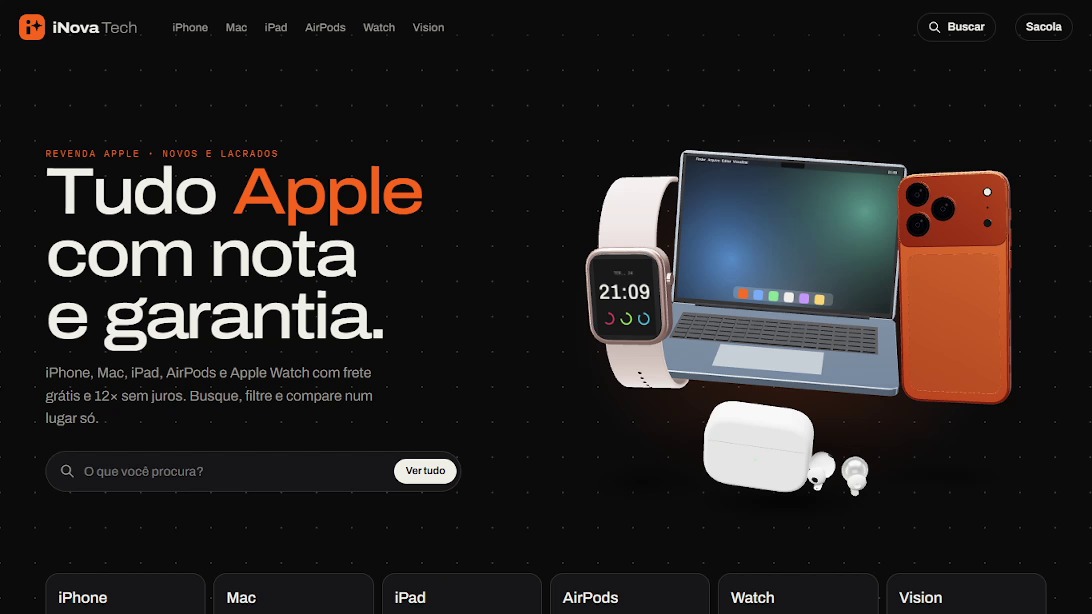 iNova Tech
iPhone Mac iPad AirPods Watch Vision
Buscar
Sacola
REVENDA APPLE · NOVOS E LACRADOS
Tudo Apple
com nota
e garantia.
iPhone, Mac, iPad, AirPods e Apple Watch com frete
grátis e 12× sem juros. Busque, filtre e compare num
lugar só.
O que você procura?
Ver tudo
21:09
iPhone
Mac
iPad
AirPods
Watch
Vision